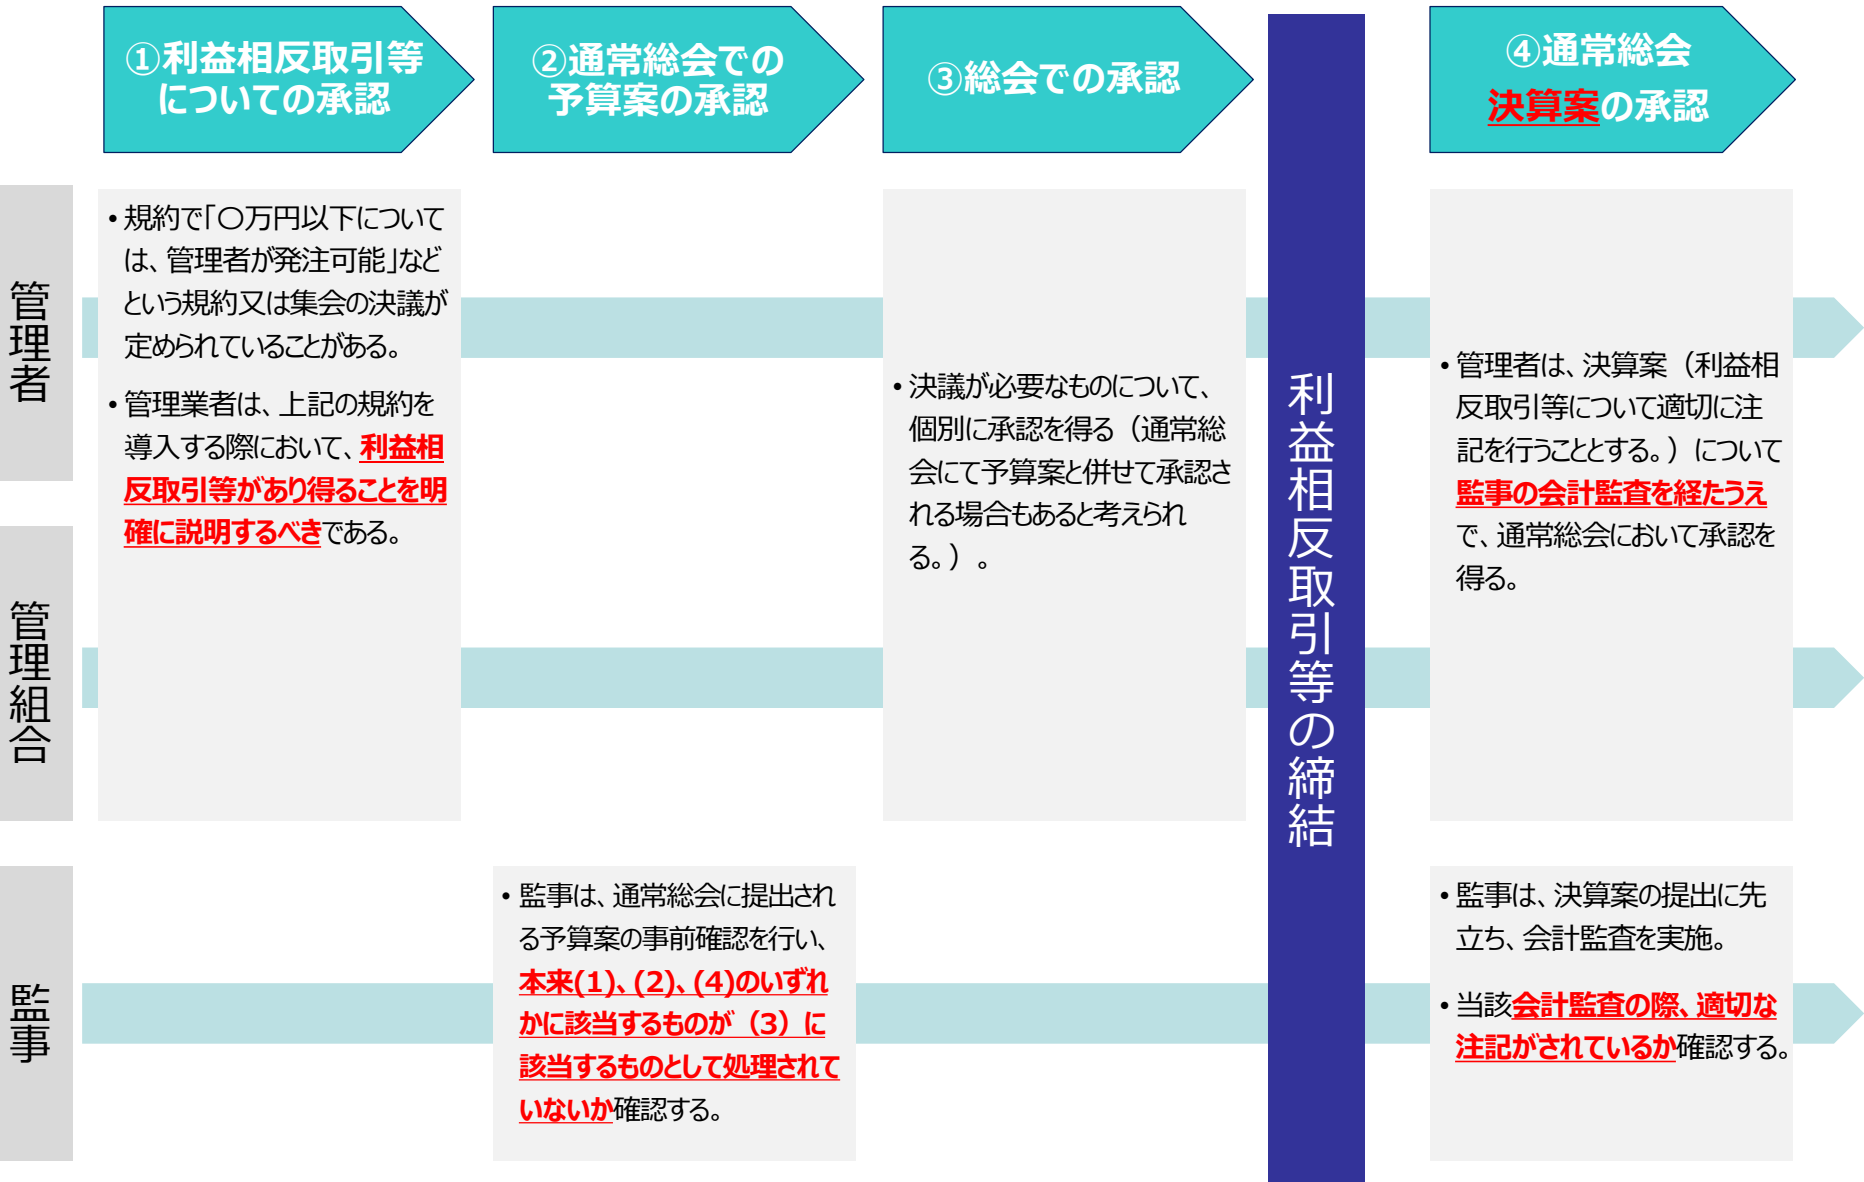 ①利益相反取引等
についての承認
②通常総会での
予算案の承認
③総会での承認
④通常総会
決算案の承認
管理者
管理組合
監事
• 規約で「〇万円以下について
は、管理者が発注可能」など
という規約又は集会の決議が
定められていることがある。
• 管理業者は、上記の規約を
導入する際において、利益相
反取引等があり得ることを明
確に説明するべきである。
• 監事は、通常総会に提出され
る予算案の事前確認を行い、
本来(1)、(2)、(4)のいずれ
かに該当するものが（3）に
該当するものとして処理されて
いないか確認する。
• 決議が必要なものについて、
個別に承認を得る（通常総
会にて予算案と併せて承認さ
れる場合もあると考えられ
る。）。
利益相反取引等の締結
• 管理者は、決算案（利益相
反取引等について適切に注
記を行うこととする。）について
監事の会計監査を経たうえ
で、通常総会において承認を
得る。
• 監事は、決算案の提出に先
立ち、会計監査を実施。
• 当該会計監査の際、適切な
注記がされているか確認する。